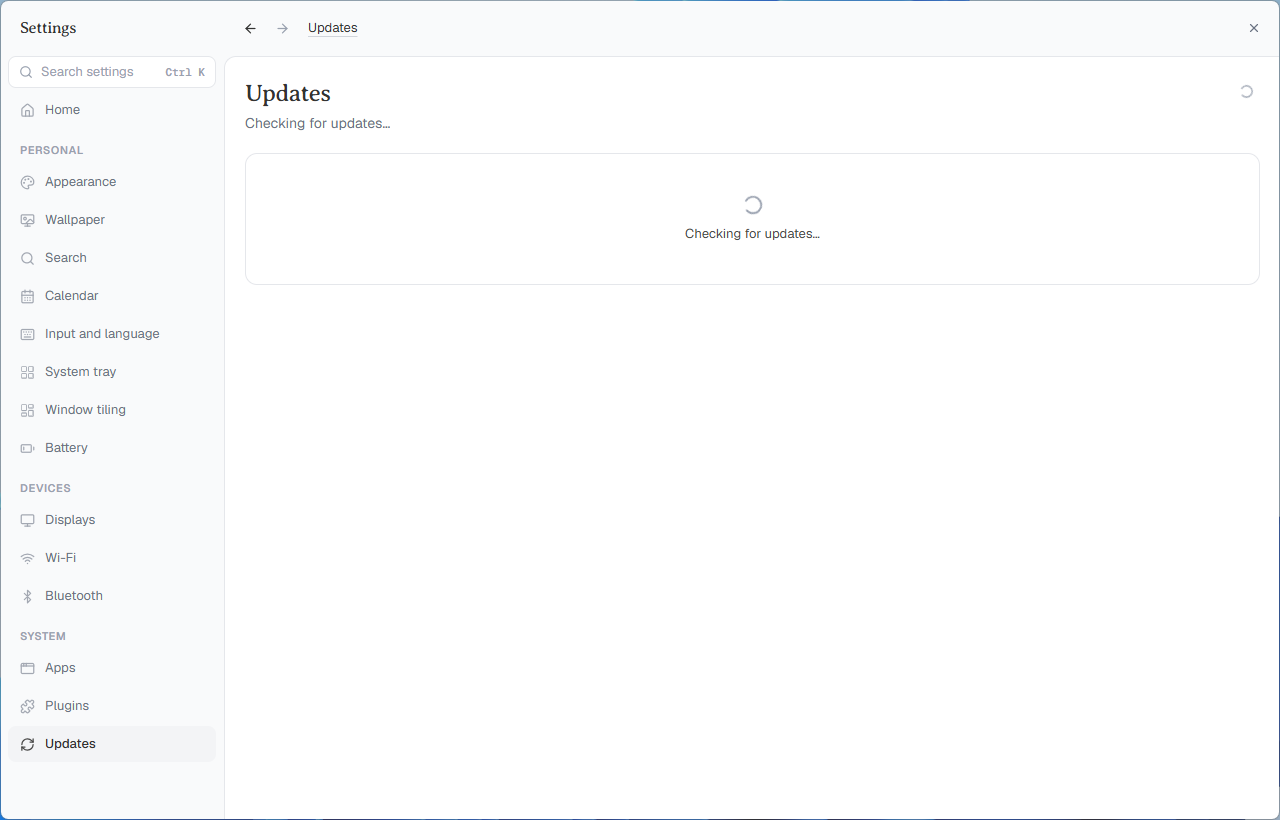 Settings
Updates
Search settings Ctrl K
Home
PERSONAL
Appearance
Wallpaper
Search
Calendar
Input and language
System tray
Window tiling
Battery
DEVICES
Displays
Wi-Fi
Bluetooth
SYSTEM
Apps
Plugins
Updates
Updates
Checking for updates…
Checking for updates…